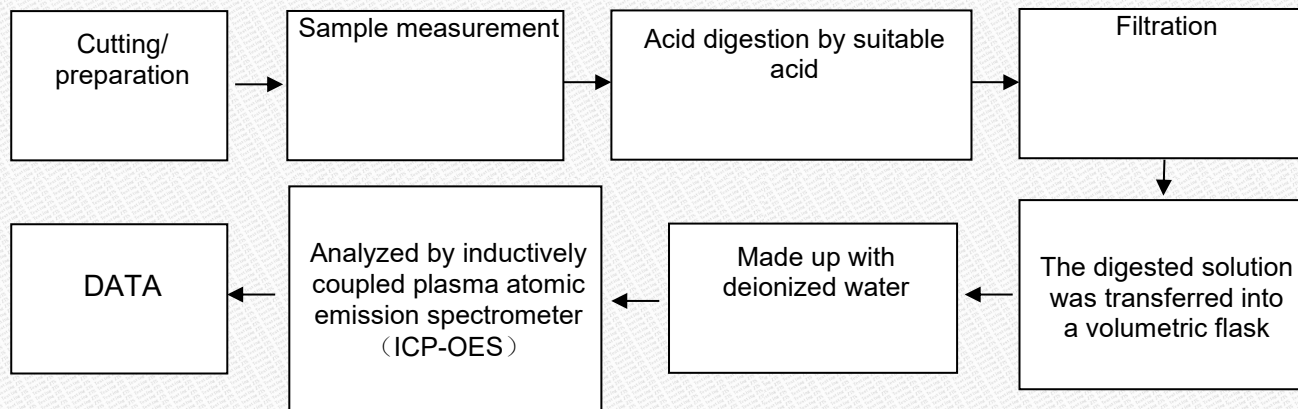 Cutting/
preparation
Sample measurement
Acid digestion by suitable
acid
Filtration
The digested solution
was transferred into
a volumetric flask
Made up with
deionized water
Analyzed by inductively
coupled plasma atomic
emission spectrometer
（ICP-OES）
DATA